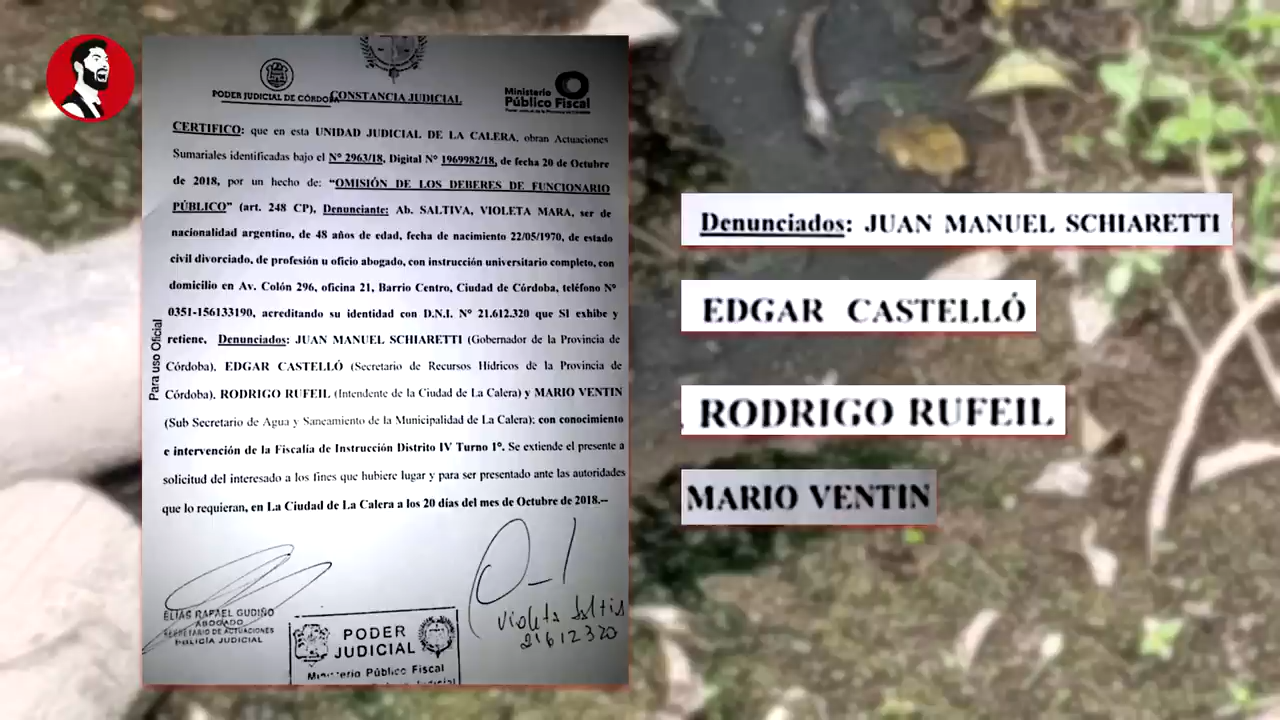 PODER JUDICIAL DE CÓRDOBA
CONSTANCIA JUDICIAL
Ministerio
Público Fiscal
CERTIFICO: que en esta UNIDAD JUDICIAL DE LA CALERA, obran Actuaciones
Sumariales identificadas bajo el N° 2963/18, Digital N° 1969982/18, de fecha 20 de Octubre
de 2018, por un hecho de: “OMISIÓN DE LOS DEBERES DE FUNCIONARIO
PÚBLICO” (art. 248 CP), Denunciante: Ab. SALTIVA, VIOLETA MARA, ser de
nacionalidad argentino, de 48 años de edad, fecha de nacimiento 22/05/1970, de estado
civil divorciado, de profesión u oficio abogado, con instrucción universitario completo, con
domicilio en Av. Colón 296, oficina 21, Barrio Centro, Ciudad de Córdoba, teléfono N°
0351-156133190, acreditando su identidad con D.N.I. N° 21.612.320 que SI exhibe y
retiene, Denunciados: JUAN MANUEL SCHIARETTI (Gobernador de la Provincia de
Córdoba), EDGAR CASTELLÓ (Secretario de Recursos Hídricos de la Provincia de
Córdoba). RODRIGO RUFEIL (Intendente de la Ciudad de La Calera) y MARIO VENTIN
(Sub Secretario de Agua y Saneamiento de la Municipalidad de La Calera); con conocimiento
e intervención de la Fiscalía de Instrucción Distrito IV Turno 1°. Se extiende el presente a
solicitud del interesado a los fines que hubiere lugar y para ser presentado ante las autoridades
que lo requieran, en La Ciudad de La Calera a los 20 días del mes de Octubre de 2018.--
Para uso Oficial
ELIAS RAFAEL GUDIÑO
ABOGADO
SECRETARIO DE ACTUACIONES
POLICÍA JUDICIAL
PODER
JUDICIAL
Ministerio Público Fiscal
Violeta
21612320
Denunciados: JUAN MANUEL SCHIARETTI
EDGAR CASTELLÓ
RODRIGO RUFEIL
MARIO VENTIN